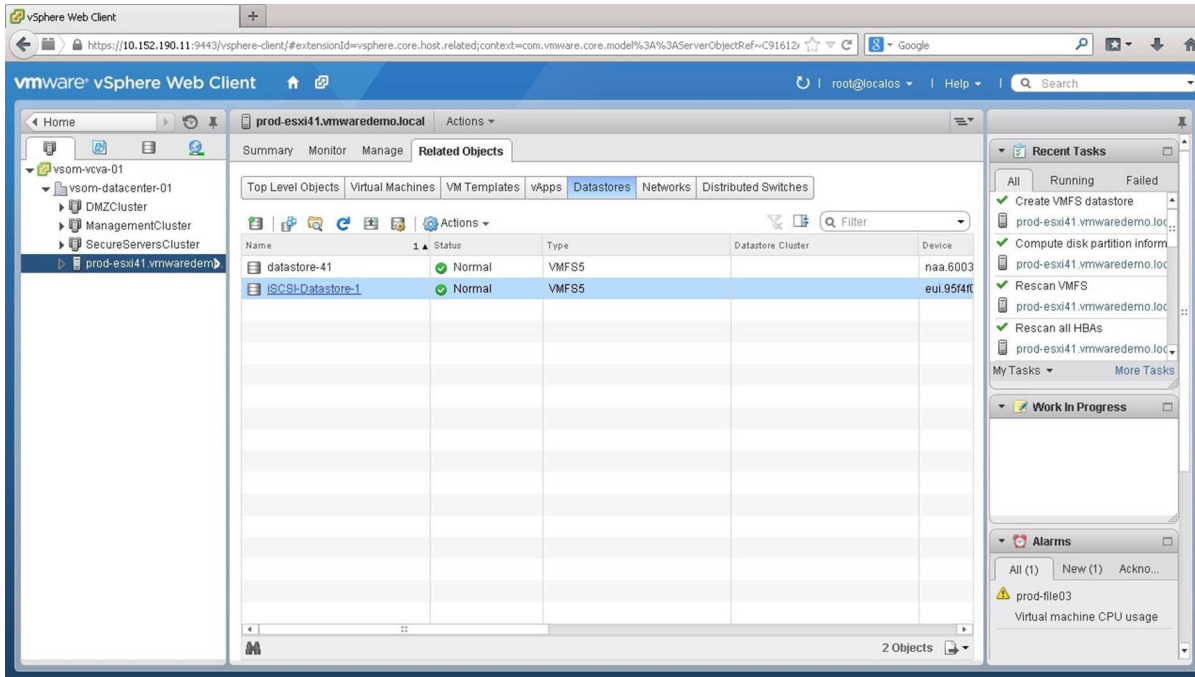 vSphere Web Client
https://10.152.190.11:9443/vsphere-client/#extensionId=vsphere.core.host.related;context=com.vmware.core.model%3A%3AServerObjectRef~C91612
Google
vmware® vSphere Web Client
root@localos
Help
Search
Home
prod-esxi41.vmwaredemo.local Actions
Summary Monitor Manage Related Objects
Top Level Objects Virtual Machines VM Templates vApps Datastores Networks Distributed Switches
Actions
Filter
vsom-vcva-01
vsom-datacenter-01
DMZCluster
ManagementCluster
SecureServersCluster
prod-esxi41.vmwaredem
Name 1 Status Type Datastore Cluster Device
datastore-41 Normal VMFS5 naa.6003
iSCSI-Datastore-1 Normal VMFS5 eui.95f4f
2 Objects
Recent Tasks
All Running Failed
Create VMFS datastore
prod-esxi41.vmwaredemo.loc
Compute disk partition inform
prod-esxi41.vmwaredemo.loc
Rescan VMFS
prod-esxi41.vmwaredemo.loc
Rescan all HBAs
prod-esxi41.vmwaredemo.loc
My Tasks More Tasks
Work In Progress
Alarms
All (1) New (1) Ackno...
prod-file03
Virtual machine CPU usage